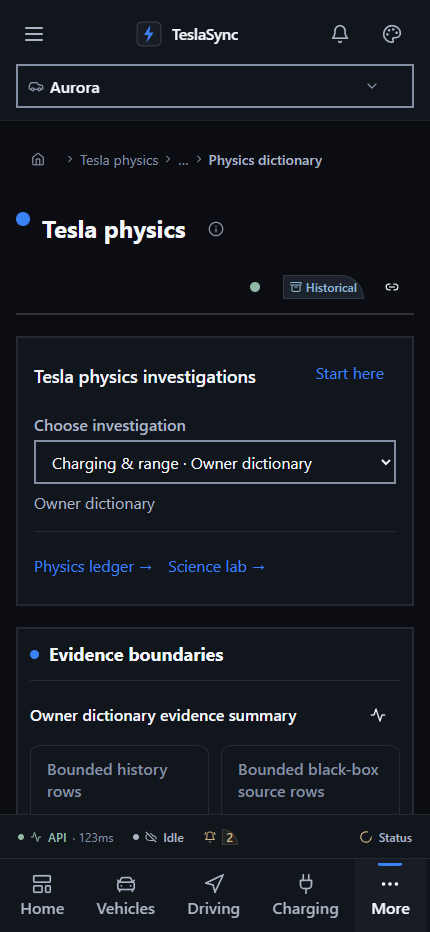 TeslaSync
Aurora
Tesla physics
...
Physics dictionary
Tesla physics
Historical
Tesla physics investigations
Start here
Choose investigation
Charging & range · Owner dictionary
Owner dictionary
Physics ledger →
Science lab →
Evidence boundaries
Owner dictionary evidence summary
Bounded history
rows
Bounded black-box
source rows
API · 123ms
Idle
2
Status
Home
Vehicles
Driving
Charging
More